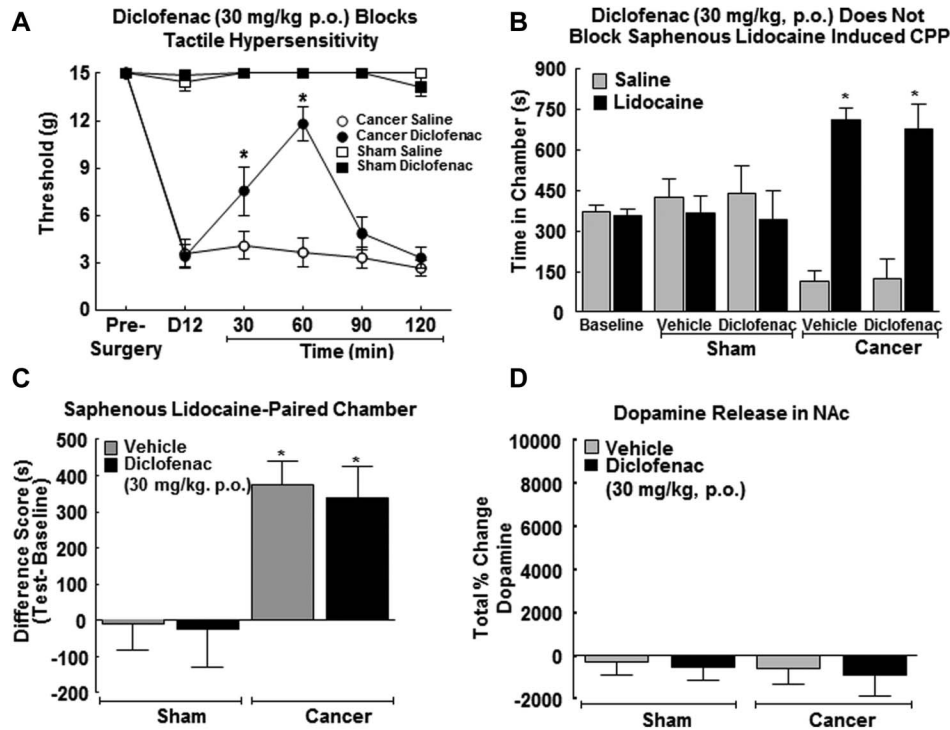 A
Diclofenac (30 mg/kg p.o.) Blocks
Tactile Hypersensitivity
Threshold (g)
15
12
9
6
3
0
*
*
Cancer Saline
Cancer Diclofenac
Sham Saline
Sham Diclofenac
Pre-
Surgery
D12
30
60
90
120
Time (min)
B
Diclofenac (30 mg/kg, p.o.) Does Not
Block Saphenous Lidocaine Induced CPP
Time in Chamber (s)
900
750
600
450
300
150
0
Saline
Lidocaine
*
*
Baseline
Vehicle
Diclofenac
Vehicle
Diclofenac
Sham
Cancer
C
Saphenous Lidocaine-Paired Chamber
Difference Score (s)
(Test- Baseline)
500
400
300
200
100
0
-100
-200
Vehicle
Diclofenac
(30 mg/kg. p.o.)
*
*
Sham
Cancer
D
Dopamine Release in NAc
Total % Change
Dopamine
10000
8000
6000
4000
2000
0
-2000
Vehicle
Diclofenac
(30 mg/kg, p.o.)
Sham
Cancer